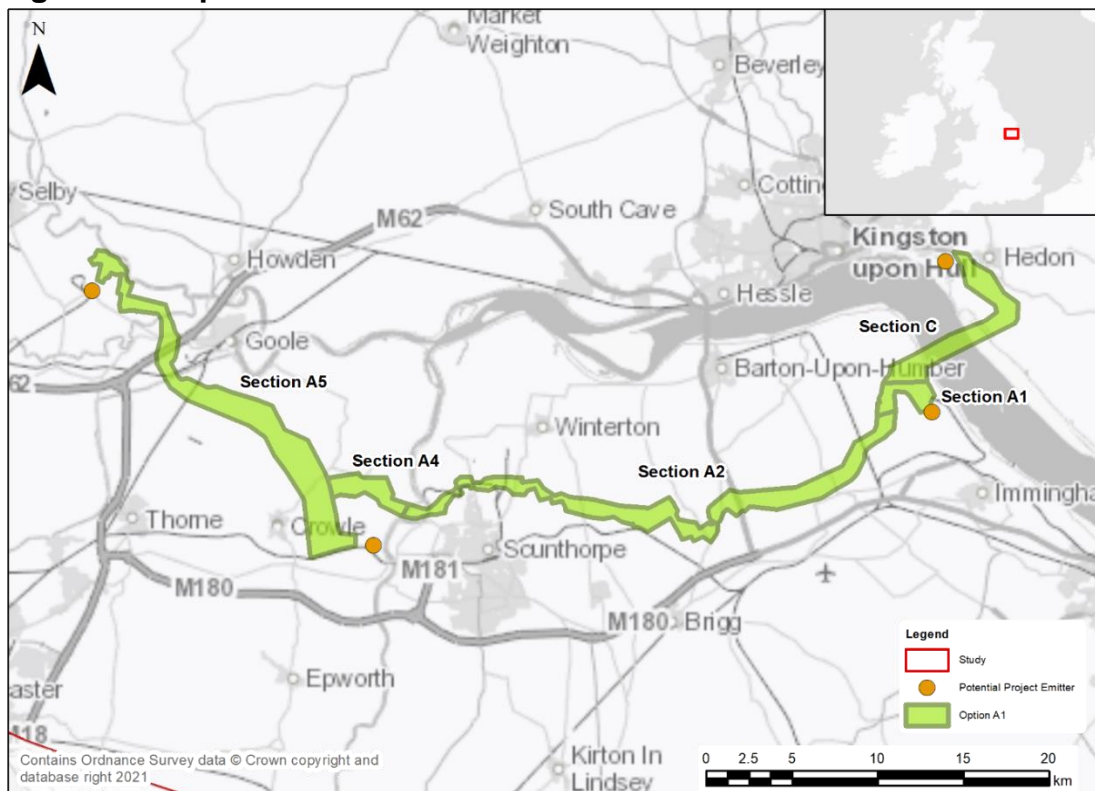 N
Market
Weighton
Beverley
Selby
South Cave
Kingston
upon Hull
Hedon
M62
Howden
Hessle
Section C
Goole
Barton-Upon-Humber
62
Section A5
Section A1
Winterton
Section A4
Section A2
Thorne
Crowle
Scunthorpe
M181
M180
M180
Brigg
Epworth
M18
Kirton In
Lindsey
Legend
Study
Potential Project Emitter
Option A1
Contains Ordnance Survey data © Crown copyright and
database right 2021
0 1.25 2.5 5 10 15 20
km